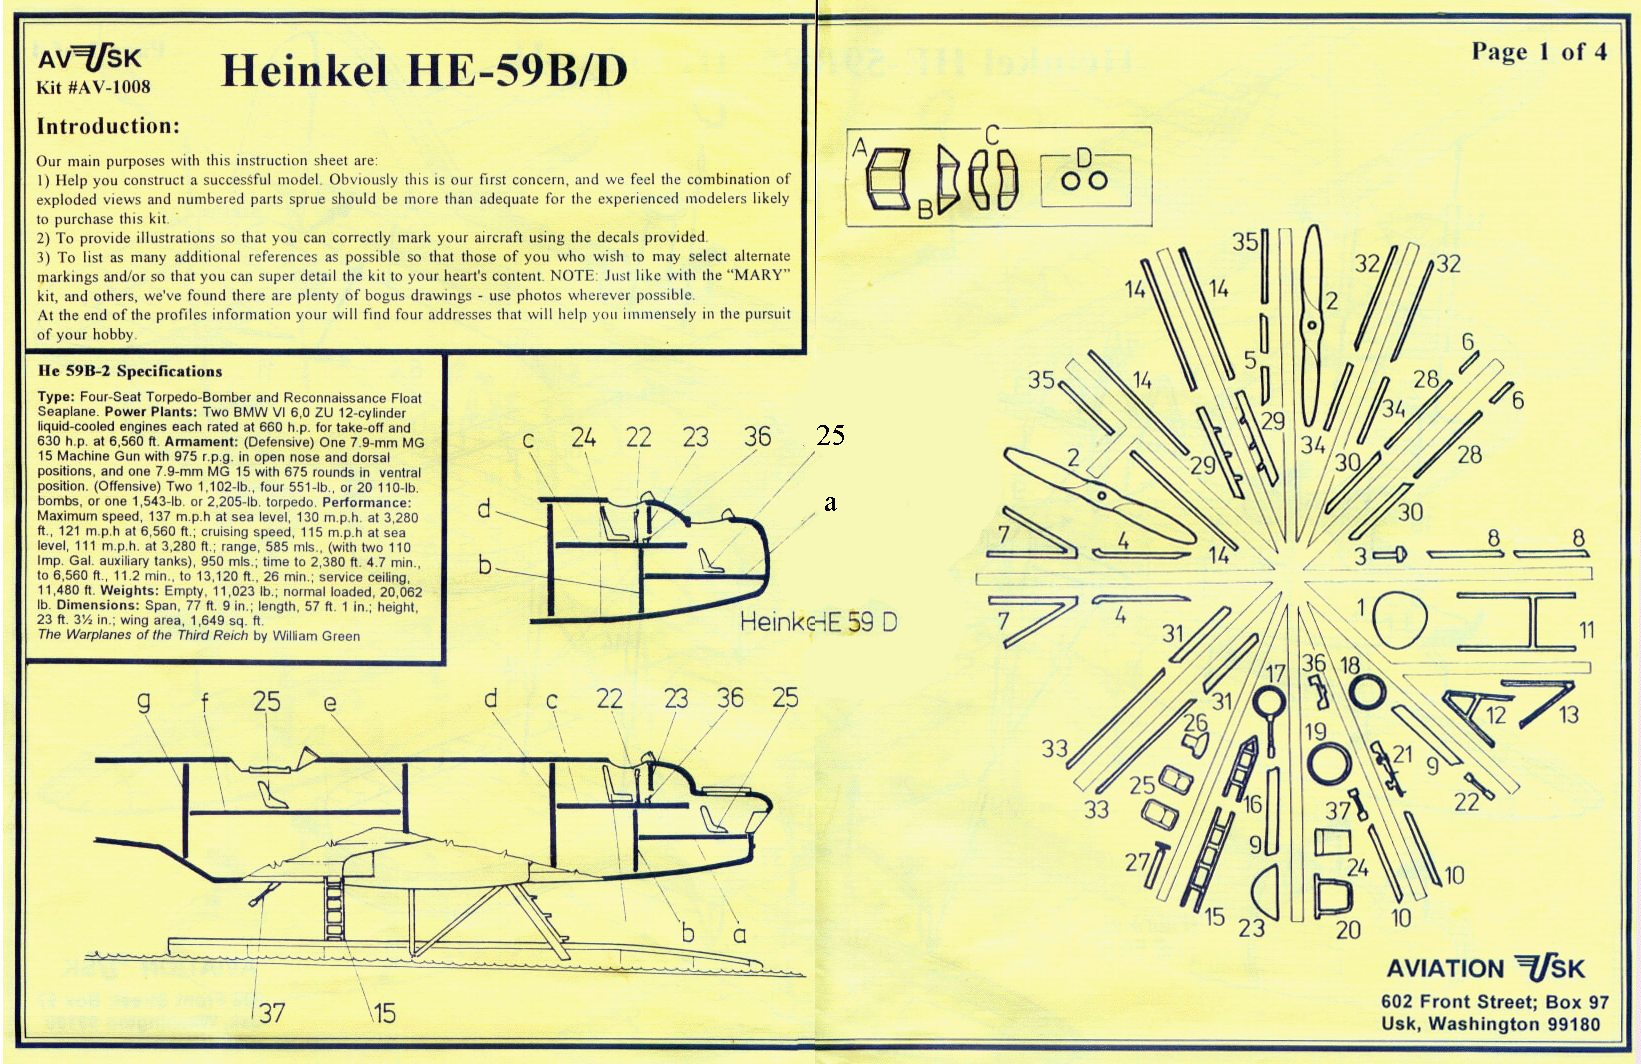 AV USK
Kit #AV-1008
Heinkel HE-59B/D
Page 1 of 4
Introduction:
Our main purposes with this instruction sheet are:
1) Help you construct a successful model. Obviously this is our first concern, and we feel the combination of
exploded views and numbered parts sprue should be more than adequate for the experienced modelers likely
to purchase this kit.
2) To provide illustrations so that you can correctly mark your aircraft using the decals provided.
3) To list as many additional references as possible so that those of you who wish to may select alternate
markings and/or so that you can super detail the kit to your heart's content. NOTE: Just like with the “MARY”
kit, and others, we've found there are plenty of bogus drawings - use photos wherever possible.
At the end of the profiles information your will find four addresses that will help you immensely in the pursuit
of your hobby.
He 59B-2 Specifications
Type: Four-Seat Torpedo-Bomber and Reconnaissance Float
Seaplane. Power Plants: Two BMW VI 6,0 ZU 12-cylinder
liquid-cooled engines each rated at 660 h.p. for take-off and
630 h.p. at 6,560 ft. Armament: (Defensive) One 7.9-mm MG
15 Machine Gun with 975 r.p.g. in open nose and dorsal
positions, and one 7.9-mm MG 15 with 675 rounds in ventral
position. (Offensive) Two 1,102-lb., four 551-lb., or 20 110-lb.
bombs, or one 1,543-lb. or 2,205-lb. torpedo. Performance:
Maximum speed, 137 m.p.h at sea level, 130 m.p.h. at 3,280
ft., 121 m.p.h at 6,560 ft.; cruising speed, 115 m.p.h at sea
level, 111 m.p.h. at 3,280 ft.; range, 585 mls., (with two 110
Imp. Gal. auxiliary tanks), 950 mls.; time to 2,380 ft. 4.7 min.,
to 6,560 ft., 11.2 min., to 13,120 ft., 26 min.; service ceiling,
11,480 ft. Weights: Empty, 11,023 lb.; normal loaded, 20,062
lb. Dimensions: Span, 77 ft. 9 in.; length, 57 ft. 1 in.; height,
23 ft. 3½ in.; wing area, 1,649 sq. ft.
The Warplanes of the Third Reich by William Green
c 24 22 23 36 25
d a
b
HeinkeHE 59 D
g f 25 e d c 22 23 36 25
b a
37 15
A B C D
35 2 32 32
14 14
5 6
35 14 28 6
29 34 34
2 29 30 28
30
7 4 14 3 8 8
7 4 1 11
31
31 17 36 18 12 13
26 19
33 21 9
25 22
33 16 37
9 24
27 10
15 23 20 10
AVIATION USK
602 Front Street; Box 97
Usk, Washington 99180